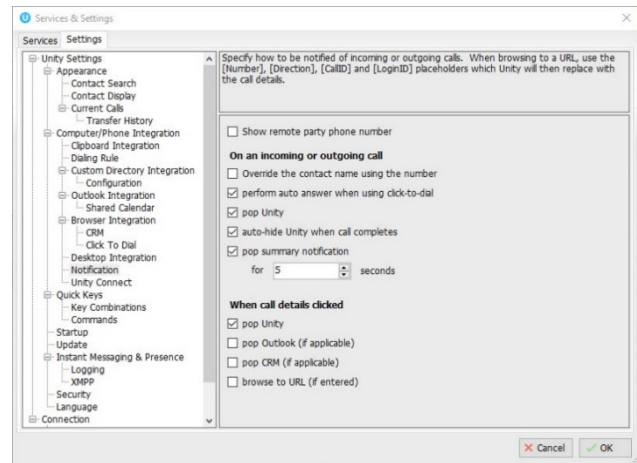 Services & Settings
Services Settings
Unity Settings
Appearance
Contact Search
Contact Display
Current Calls
Transfer History
Computer/Phone Integration
Clipboard Integration
Dialing Rule
Custom Directory Integration
Configuration
Outlook Integration
Shared Calendar
Browser Integration
CRM
Click To Dial
Desktop Integration
Notification
Unity Connect
Quick Keys
Key Combinations
Commands
Startup
Update
Instant Messaging & Presence
Logging
XMPP
Security
Language
Connection
Specify how to be notified of incoming or outgoing calls. When browsing to a URL, use the
[Number], [Direction], [CallID] and [LoginID] placeholders which Unity will then replace with
the call details.
Show remote party phone number
On an incoming or outgoing call
Override the contact name using the number
perform auto answer when using click-to-dial
pop Unity
auto-hide Unity when call completes
pop summary notification
for 5 seconds
When call details clicked
pop Unity
pop Outlook (if applicable)
pop CRM (if applicable)
browse to URL (if entered)
Cancel OK